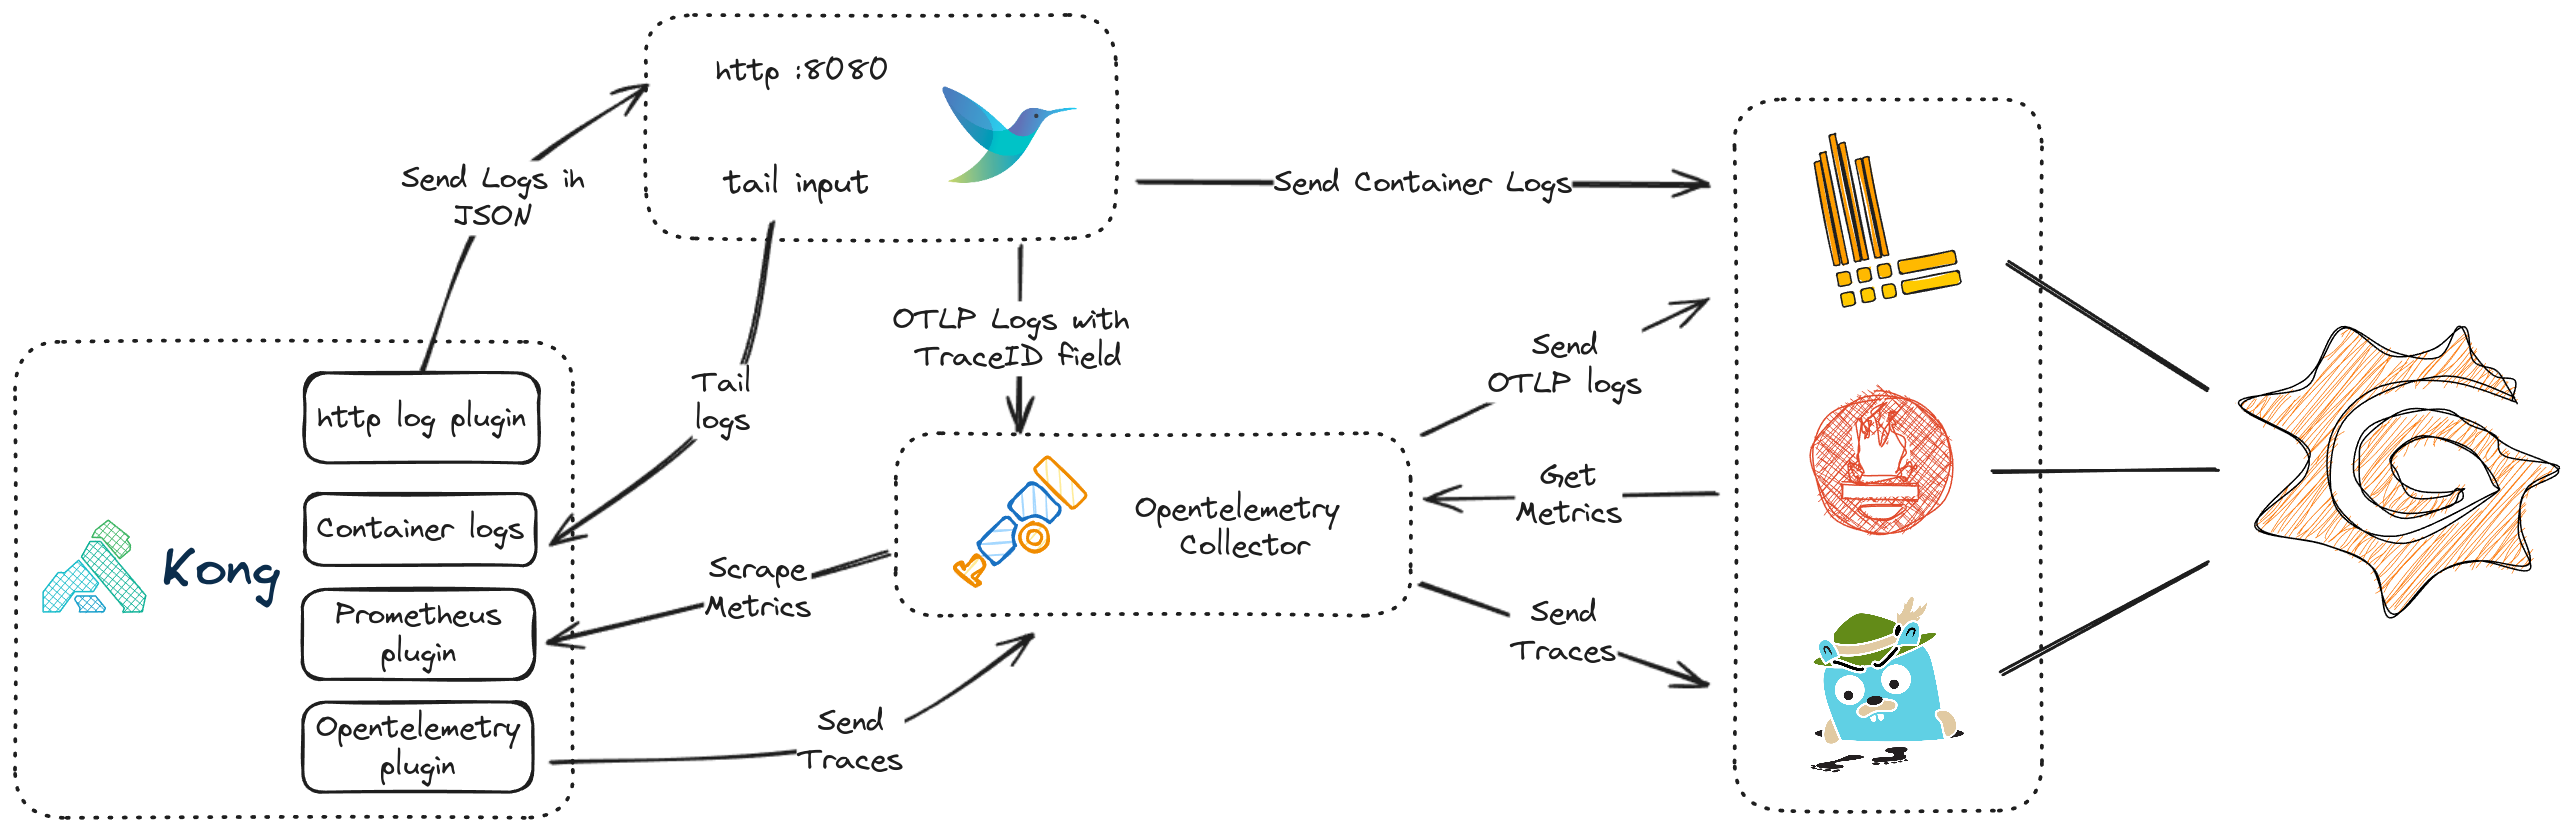 http :8080
tail input
Send Logs in
JSON
Send Container Logs
OTLP Logs with
TraceID field
Tail
logs
Send
OTLP logs
http log plugin
Container logs
Kong
Prometheus
plugin
Opentelemetry
plugin
Opentelemetry
Collector
Get
Metrics
Scrape
Metrics
Send
Traces
Send
Traces